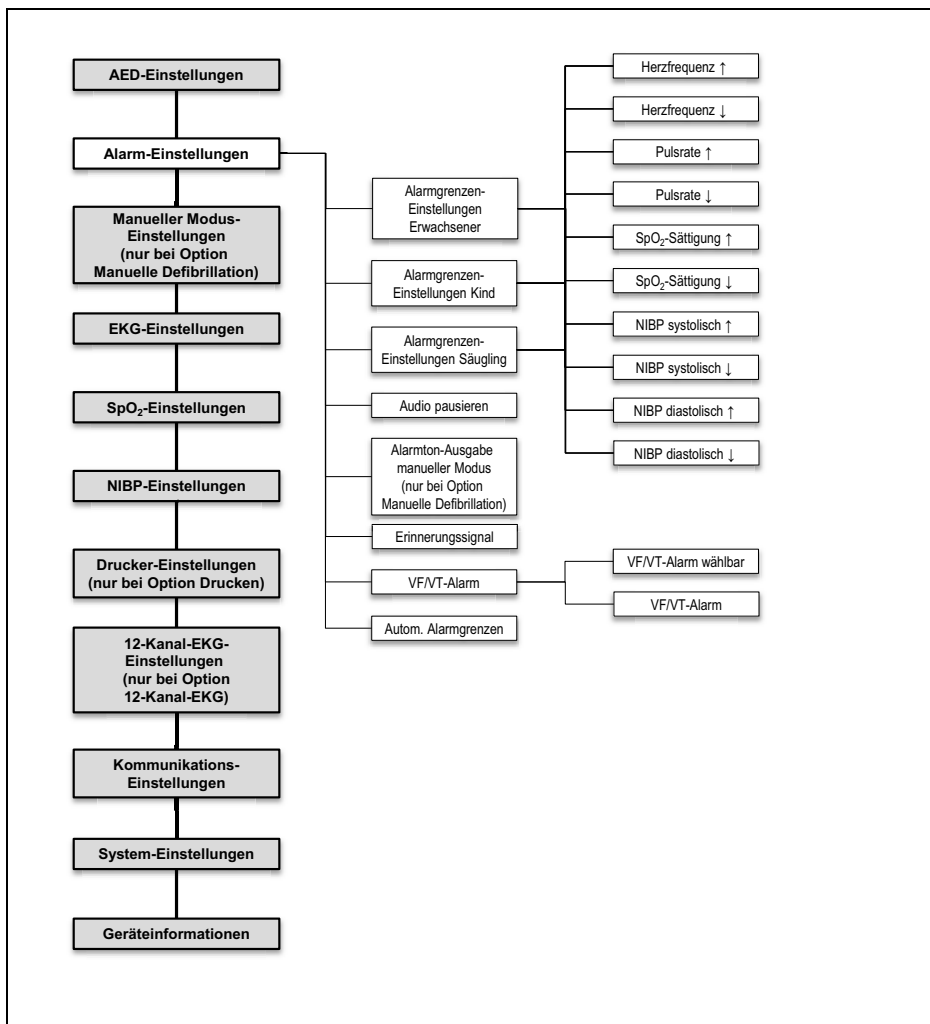 AED-Einstellungen
Alarm-Einstellungen
Manueller Modus-
Einstellungen
(nur bei Option
Manuelle Defibrillation)
EKG-Einstellungen
SpO₂-Einstellungen
NIBP-Einstellungen
Drucker-Einstellungen
(nur bei Option Drucken)
12-Kanal-EKG-
Einstellungen
(nur bei Option
12-Kanal-EKG)
Kommunikations-
Einstellungen
System-Einstellungen
Geräteinformationen
Alarmgrenzen-
Einstellungen
Erwachsener
Alarmgrenzen-
Einstellungen Kind
Alarmgrenzen-
Einstellungen Säugling
Audio pausieren
Alarmton-Ausgabe
manueller Modus
(nur bei Option
Manuelle Defibrillation)
Erinnerungssignal
VF/VT-Alarm
Autom. Alarmgrenzen
Herzfrequenz ↑
Herzfrequenz ↓
Pulsrate ↑
Pulsrate ↓
SpO₂-Sättigung ↑
SpO₂-Sättigung ↓
NIBP systolisch ↑
NIBP systolisch ↓
NIBP diastolisch ↑
NIBP diastolisch ↓
VF/VT-Alarm wählbar
VF/VT-Alarm